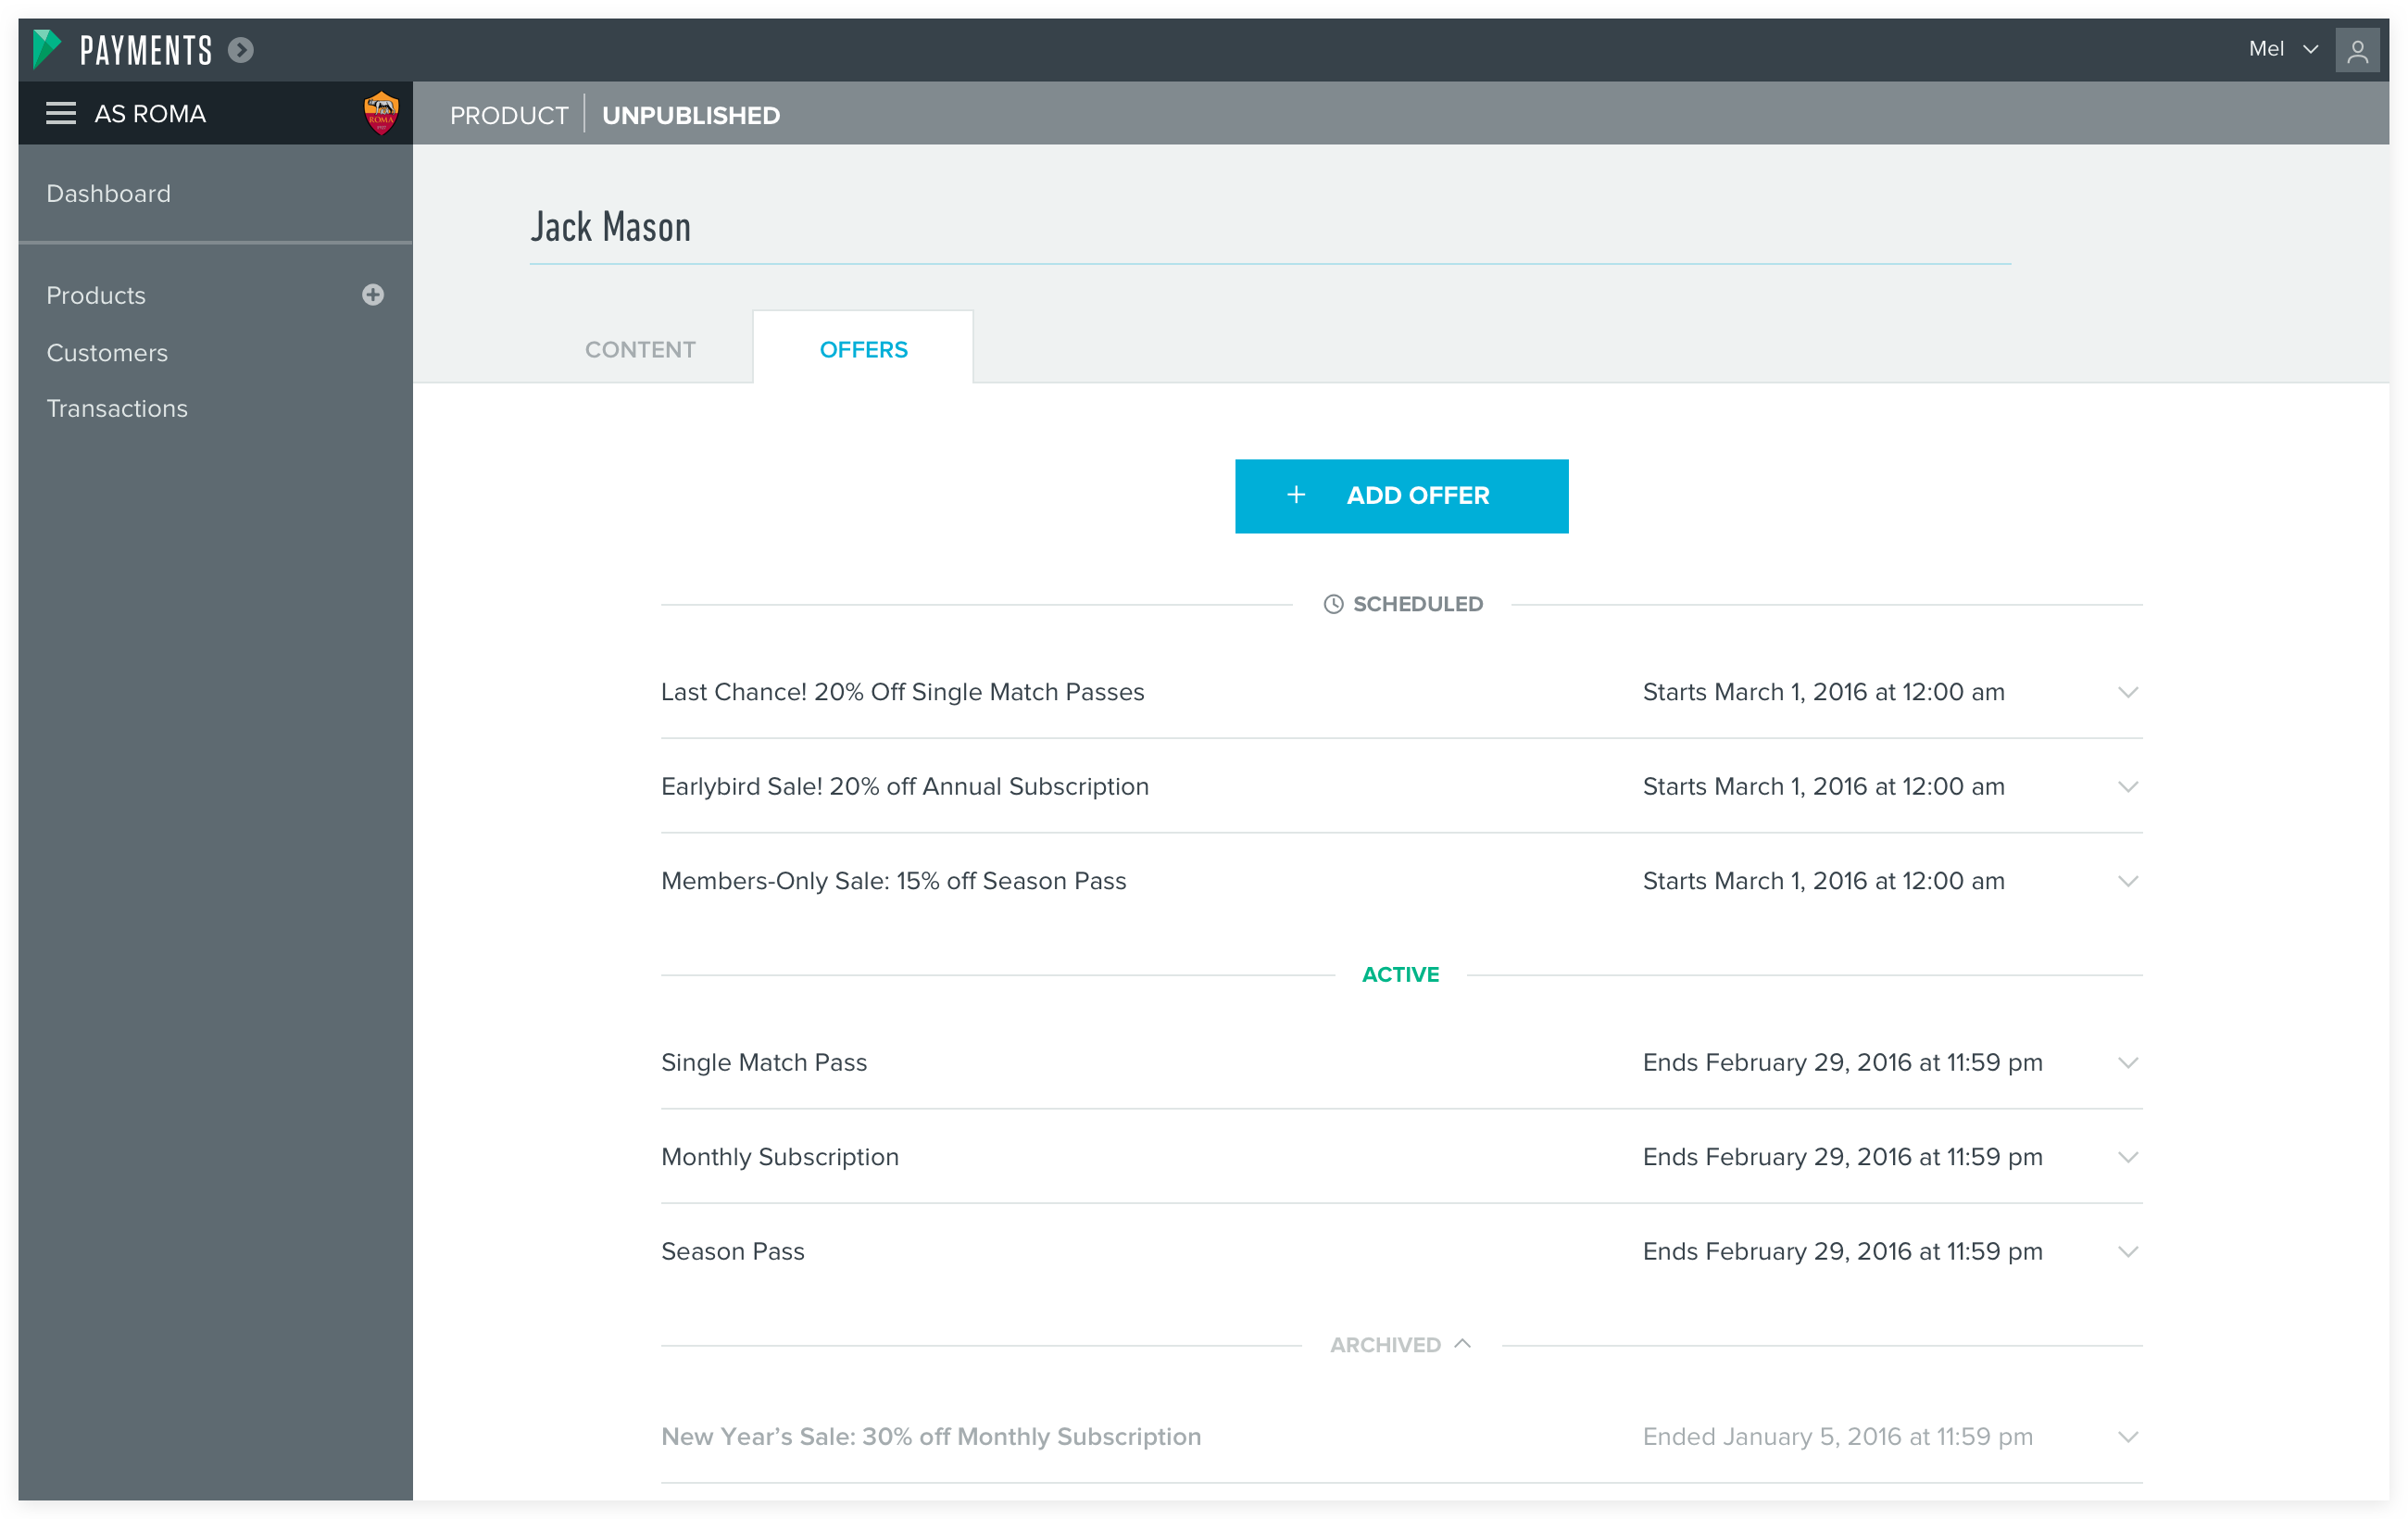 PAYMENTS
Mel
AS ROMA
ROMA
PRODUCT UNPUBLISHED
Dashboard
Products
Customers
Transactions
Jack Mason
CONTENT OFFERS
+ ADD OFFER
SCHEDULED
Last Chance! 20% Off Single Match Passes Starts March 1, 2016 at 12:00 am
Earlybird Sale! 20% off Annual Subscription Starts March 1, 2016 at 12:00 am
Members-Only Sale: 15% off Season Pass Starts March 1, 2016 at 12:00 am
ACTIVE
Single Match Pass Ends February 29, 2016 at 11:59 pm
Monthly Subscription Ends February 29, 2016 at 11:59 pm
Season Pass Ends February 29, 2016 at 11:59 pm
ARCHIVED
New Year’s Sale: 30% off Monthly Subscription Ended January 5, 2016 at 11:59 pm